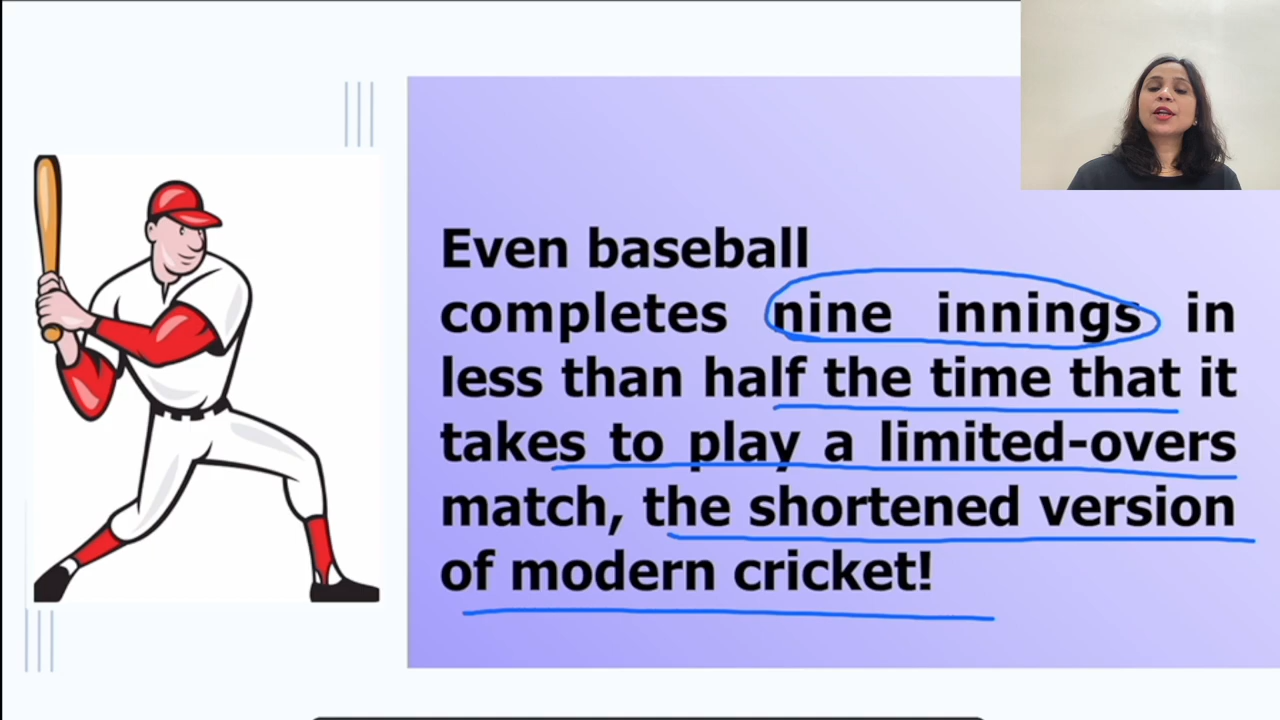 Even baseball
completes nine innings in
less than half the time that it
takes to play a limited-overs
match, the shortened version
of modern cricket!